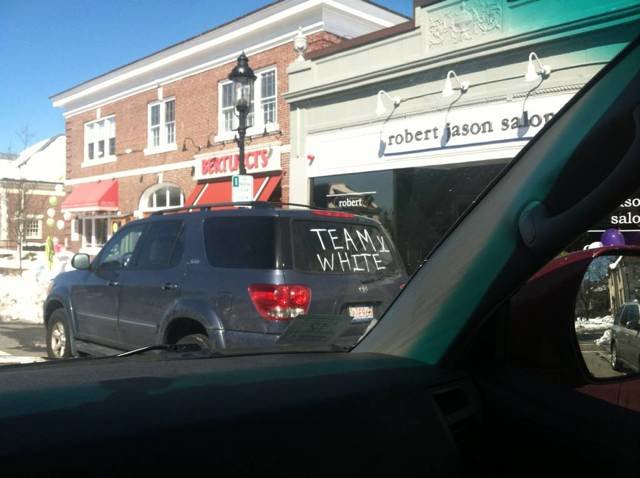 BERTUCCI'S
robert jason salon
robert
TEAM
WHITE
salo